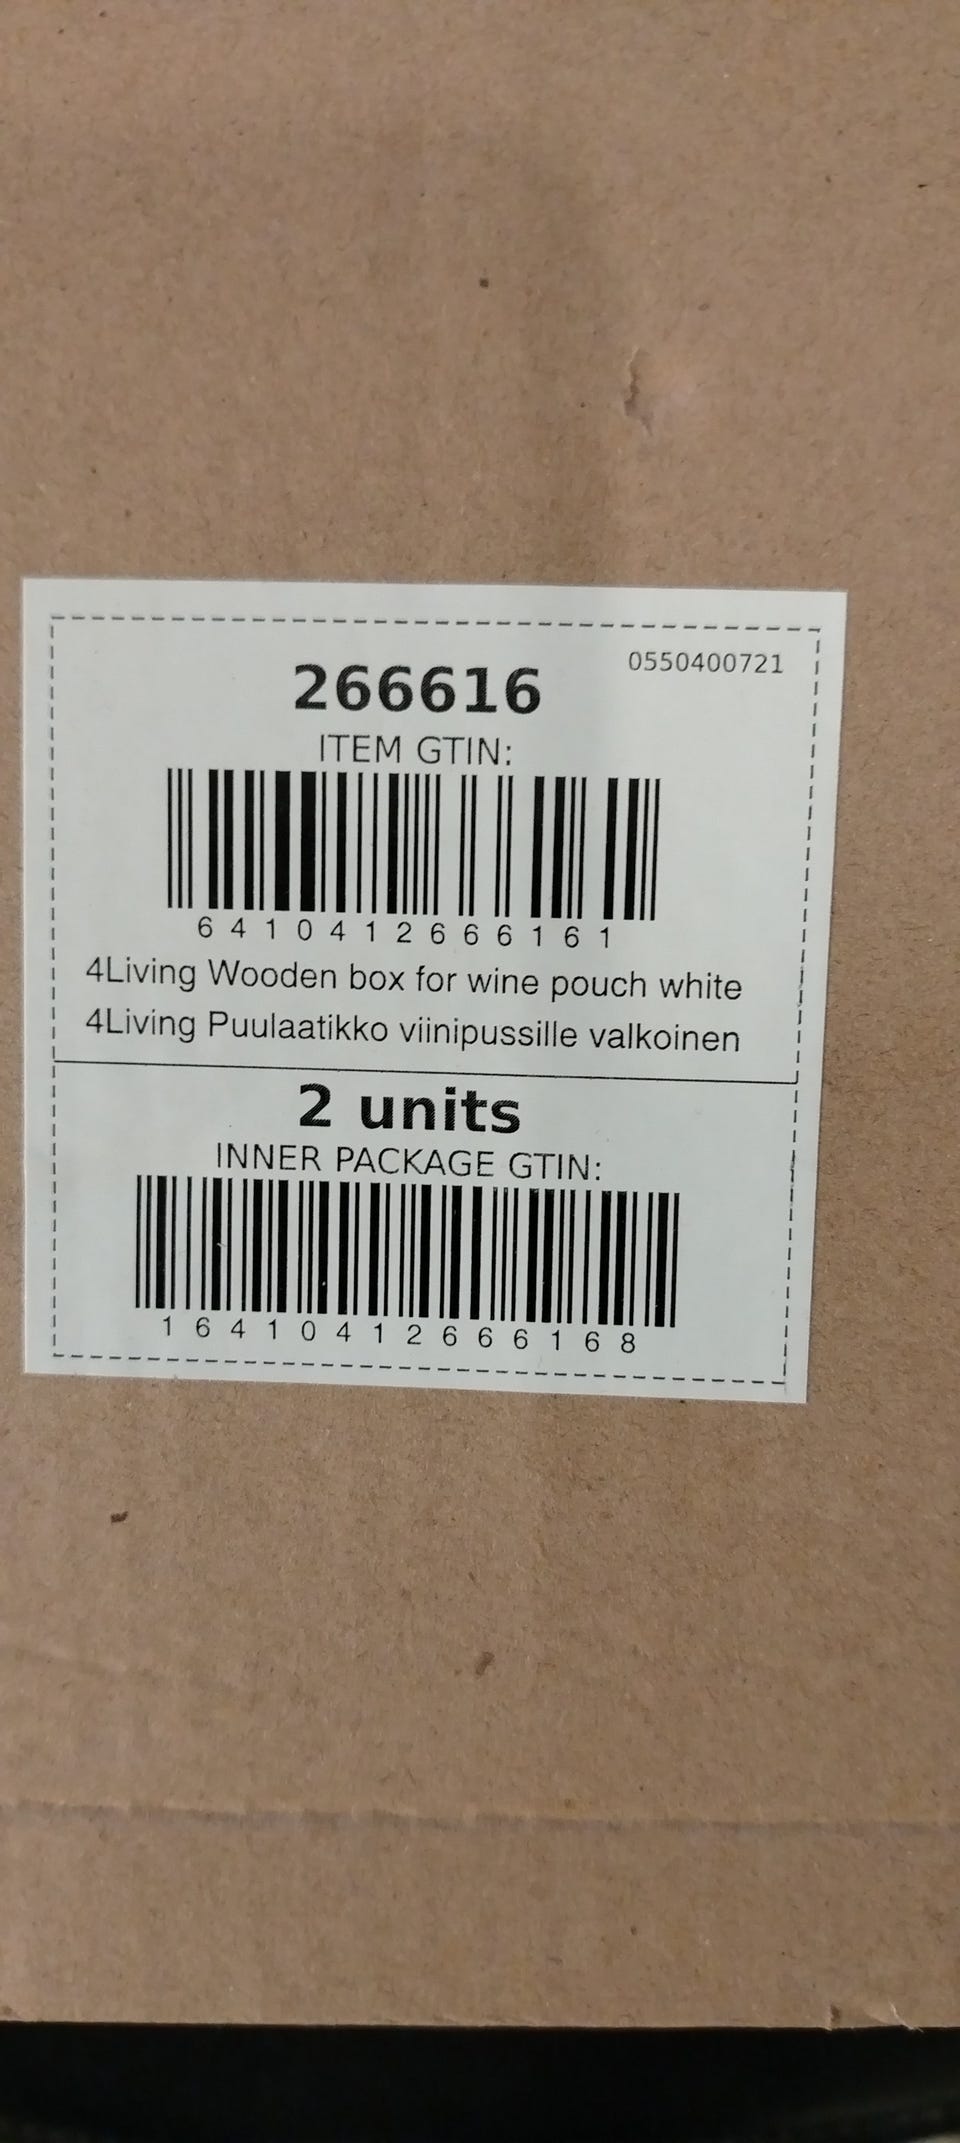 0550400721
266616
ITEM GTIN:
6410412666161
4Living Wooden box for wine pouch white
4Living Puulaatikko viinipussille valkoinen
2 units
INNER PACKAGE GTIN:
16410412666168